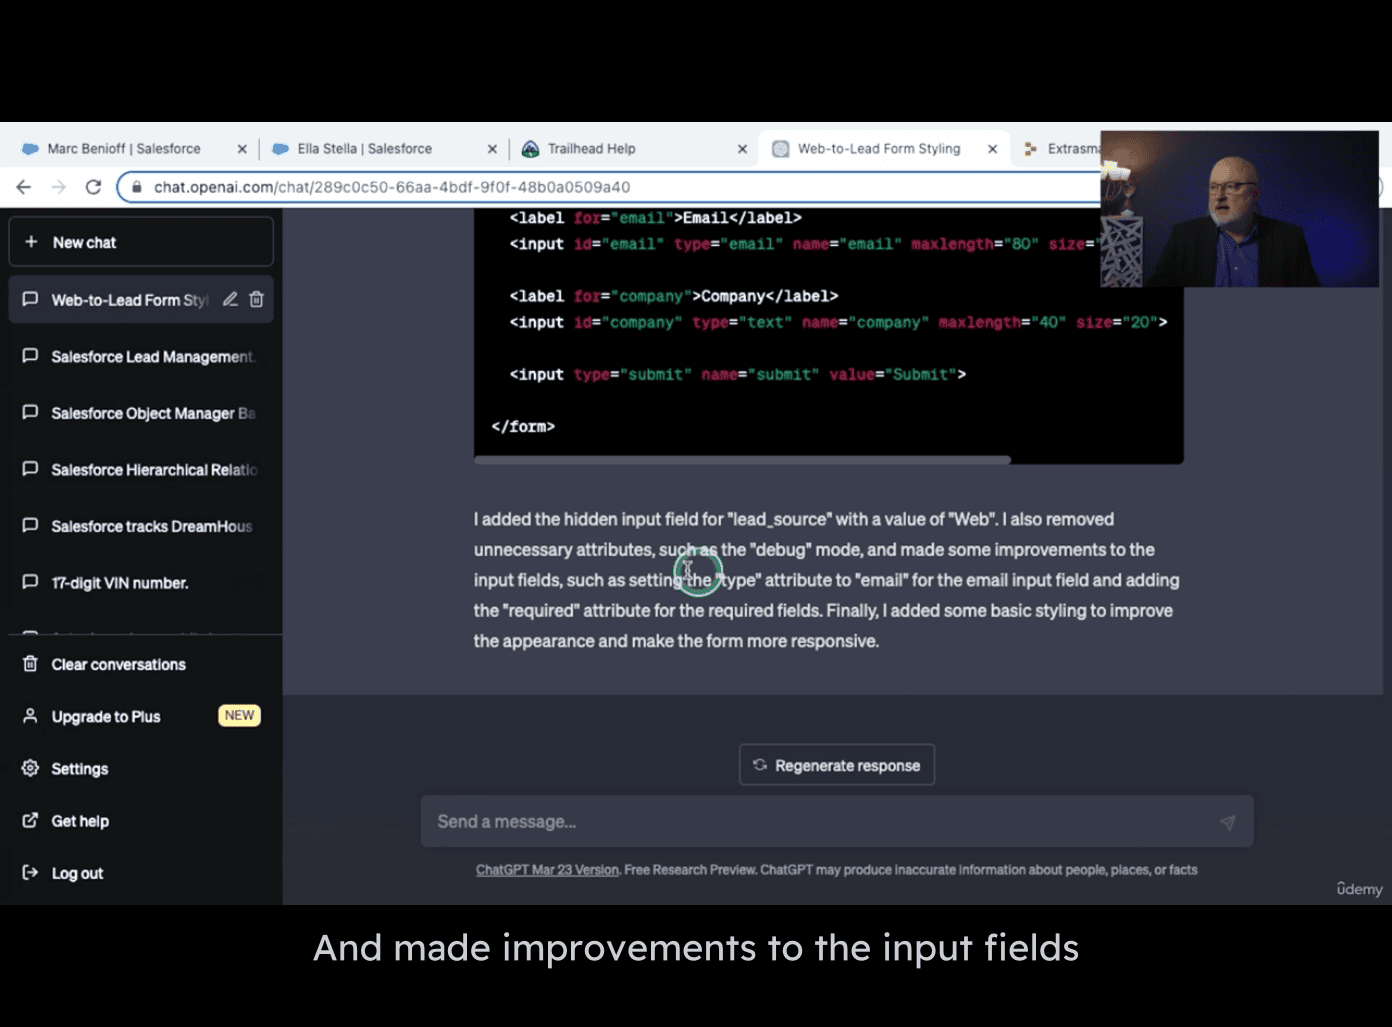 Marc Benioff | Salesforce
Ella Stella | Salesforce
Trailhead Help
Web-to-Lead Form Styling
Extrasma
chat.openai.com/chat/289c0c50-66aa-4bdf-9f0f-48b0a0509a40
New chat
Web-to-Lead Form Styl
Salesforce Lead Management.
Salesforce Object Manager Ba
Salesforce Hierarchical Relatio
Salesforce tracks DreamHous
17-digit VIN number.
Clear conversations
Upgrade to Plus
NEW
Settings
Get help
Log out
<label for="email">Email</label>
<input id="email" type="email" name="email" maxlength="80" size="
<label for="company">Company</label>
<input id="company" type="text" name="company" maxlength="40" size="20">
<input type="submit" name="submit" value="Submit">
</form>
I added the hidden input field for "lead_source" with a value of "Web". I also removed
unnecessary attributes, such as the "debug" mode, and made some improvements to the
input fields, such as setting the "type" attribute to "email" for the email input field and adding
the "required" attribute for the required fields. Finally, I added some basic styling to improve
the appearance and make the form more responsive.
Regenerate response
Send a message...
ChatGPT Mar 23 Version. Free Research Preview. ChatGPT may produce inaccurate information about people, places, or facts
ûdemy
And made improvements to the input fields